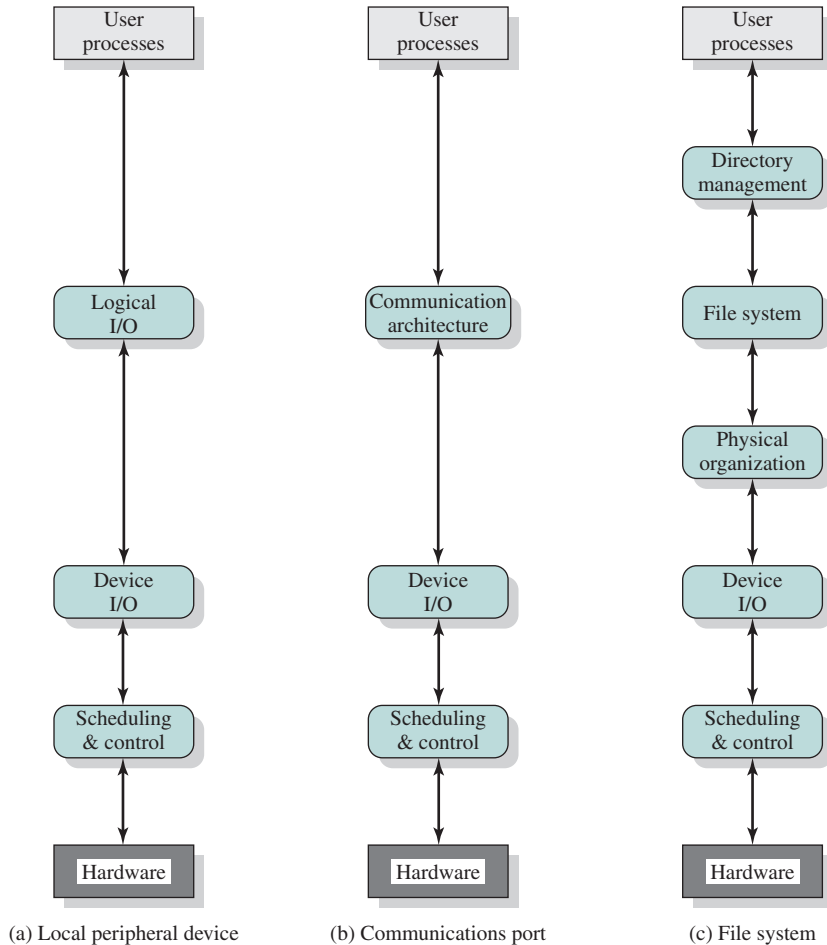 User
processes
Logical
I/O
Device
I/O
Scheduling
& control
Hardware
(a) Local peripheral device
User
processes
Communication
architecture
Device
I/O
Scheduling
& control
Hardware
(b) Communications port
User
processes
Directory
management
File system
Physical
organization
Device
I/O
Scheduling
& control
Hardware
(c) File system